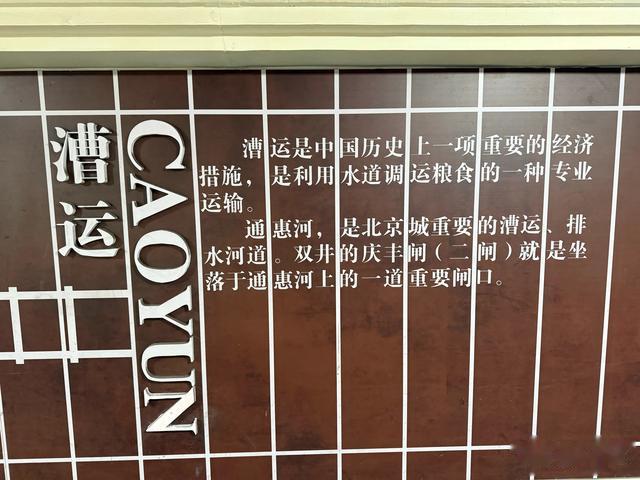 漕运
CAOYUN
漕运是中国历史上一项重要的经济
措施，是利用水道调运粮食的一种专业
运输。
通惠河，是北京城重要的漕运、排
水河道。双井的庆丰闸（二闸）就是坐
落于通惠河上的一道重要闸口。